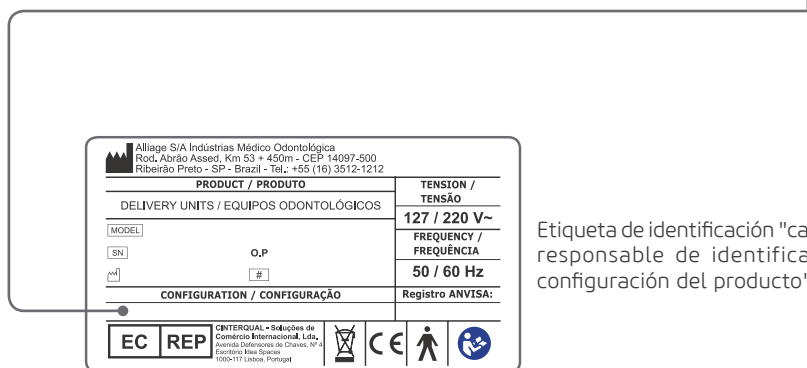 Alliage S/A Indústrias Médico Odontológica
Rod. Abrão Assed, Km 53 + 450m - CEP 14097-500
Ribeirão Preto - SP - Brazil - Tel.: +55 (16) 3512-1212
PRODUCT / PRODUTO
DELIVERY UNITS / EQUIPOS ODONTOLÓGICOS
MODEL
SN
O.P
#
CONFIGURATION / CONFIGURAÇÃO
TENSION /
TENSÃO
127 / 220 V~
FREQUENCY /
FREQUÊNCIA
50 / 60 Hz
Registro ANVISA:
EC REP
CINTERQUAL - Soluções de
Comércio Internacional, Lda.
Avenida Defensores de Chaves, Nº 4
Escritório Idea Spaces
1000-117 Lisboa, Portugal
CE
Etiqueta de identificación "ca
responsable de identifica
configuración del producto"